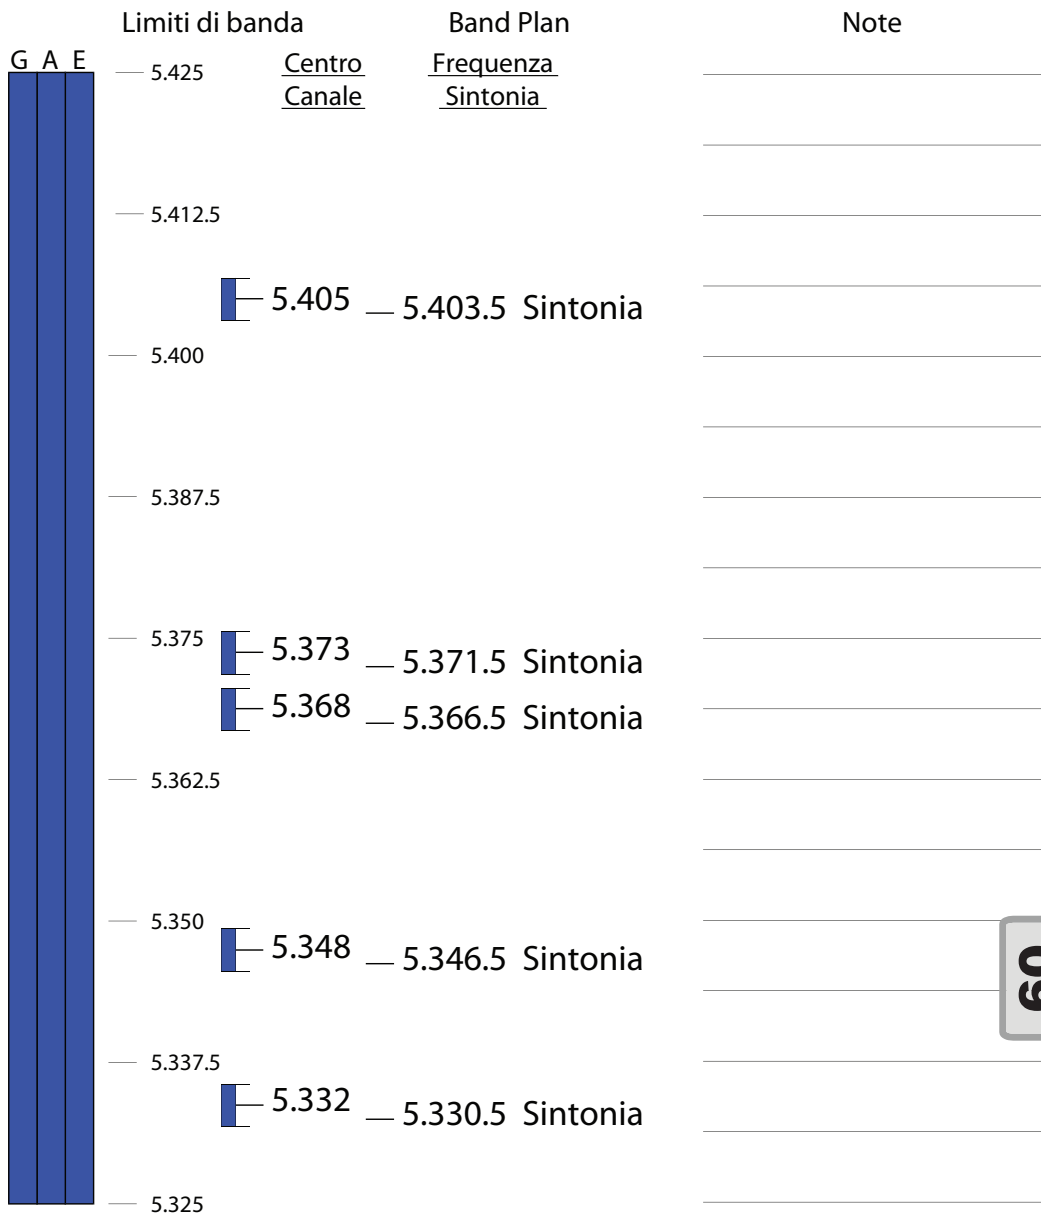 Limiti di banda Band Plan Note
G A E
Centro Frequenza
Canale Sintonia
5.425
5.412.5
5.405 5.403.5 Sintonia
5.400
5.387.5
5.375
5.373 5.371.5 Sintonia
5.368 5.366.5 Sintonia
5.362.5
5.350
5.348 5.346.5 Sintonia
60
5.337.5
5.332 5.330.5 Sintonia
5.325